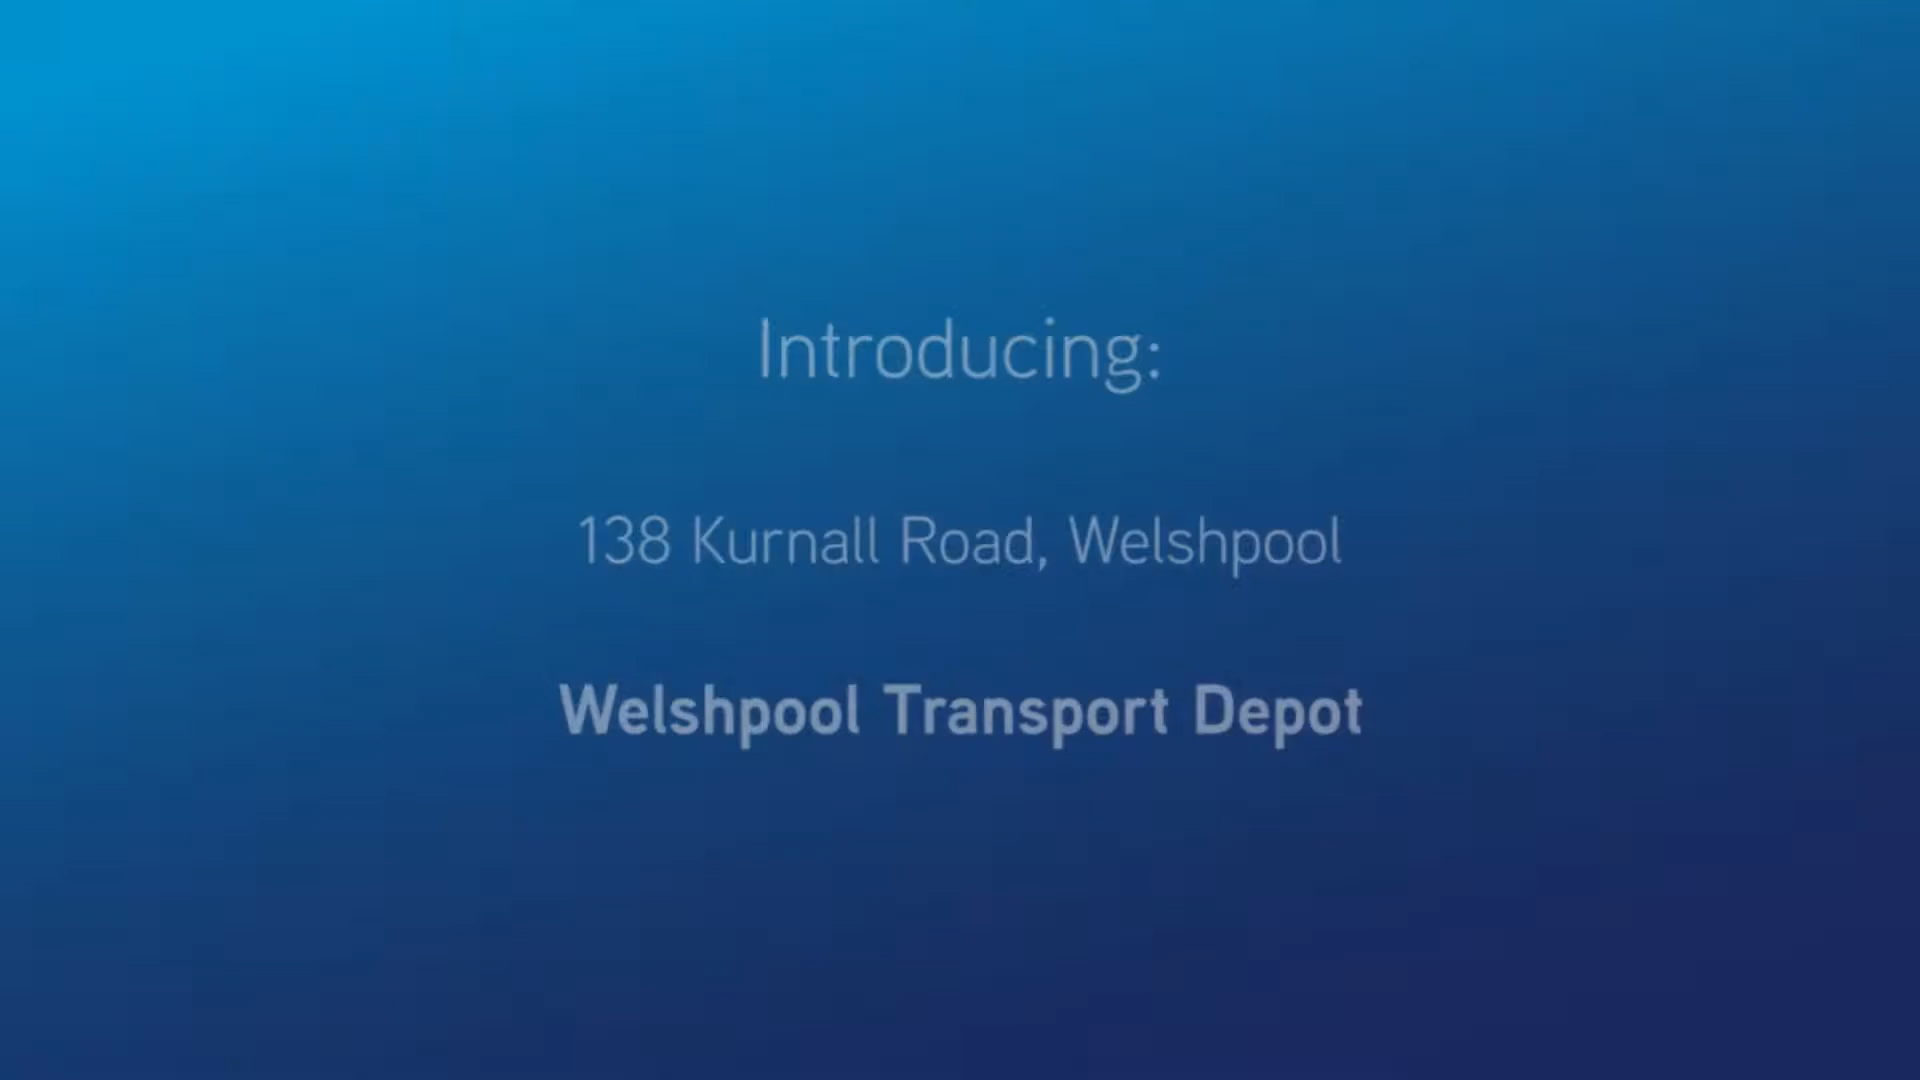 Introducing:
138 Kurnall Road, Welshpool
Welshpool Transport Depot